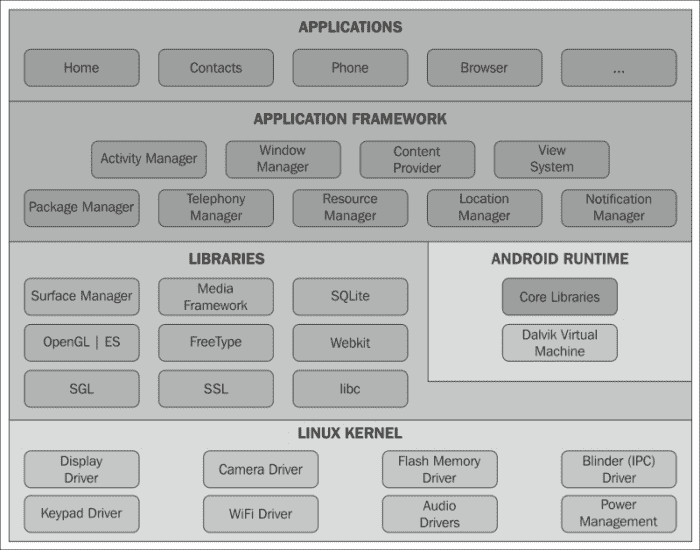 APPLICATIONS
Home
Contacts
Phone
Browser
...
APPLICATION FRAMEWORK
Activity Manager
Window
Manager
Content
Provider
View
System
Package Manager
Telephony
Manager
Resource
Manager
Location
Manager
Notification
Manager
LIBRARIES
Surface Manager
Media
Framework
SQLite
OpenGL | ES
FreeType
Webkit
SGL
SSL
libc
ANDROID RUNTIME
Core Libraries
Dalvik Virtual
Machine
LINUX KERNEL
Display
Driver
Camera Driver
Flash Memory
Driver
Blinder (IPC)
Driver
Keypad Driver
WiFi Driver
Audio
Drivers
Power
Management